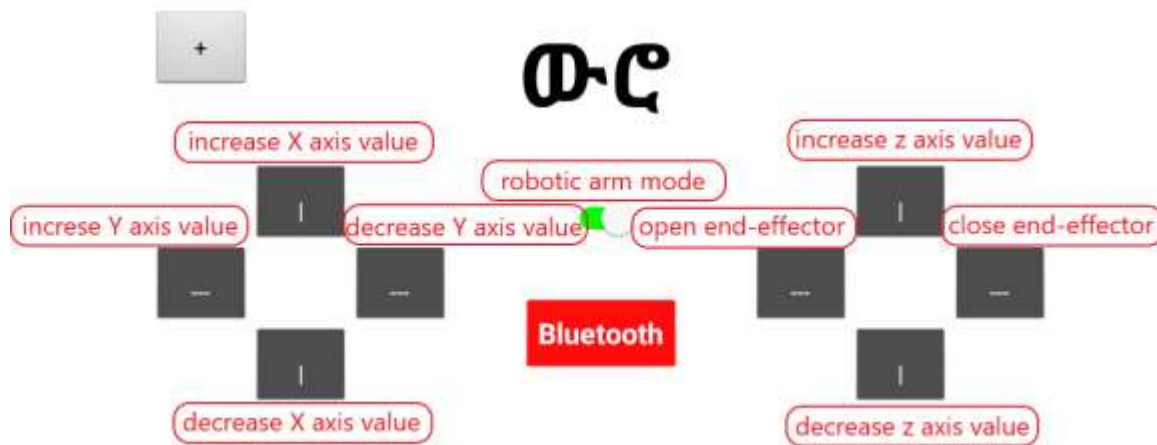 +
ውሮ
increase X axis value
increase z axis value
robotic arm mode
increse Y axis value
decrease Y axis value
open end-effector
close end-effector
|
|
---
---
---
---
Bluetooth
|
|
decrease X axis value
decrease z axis value